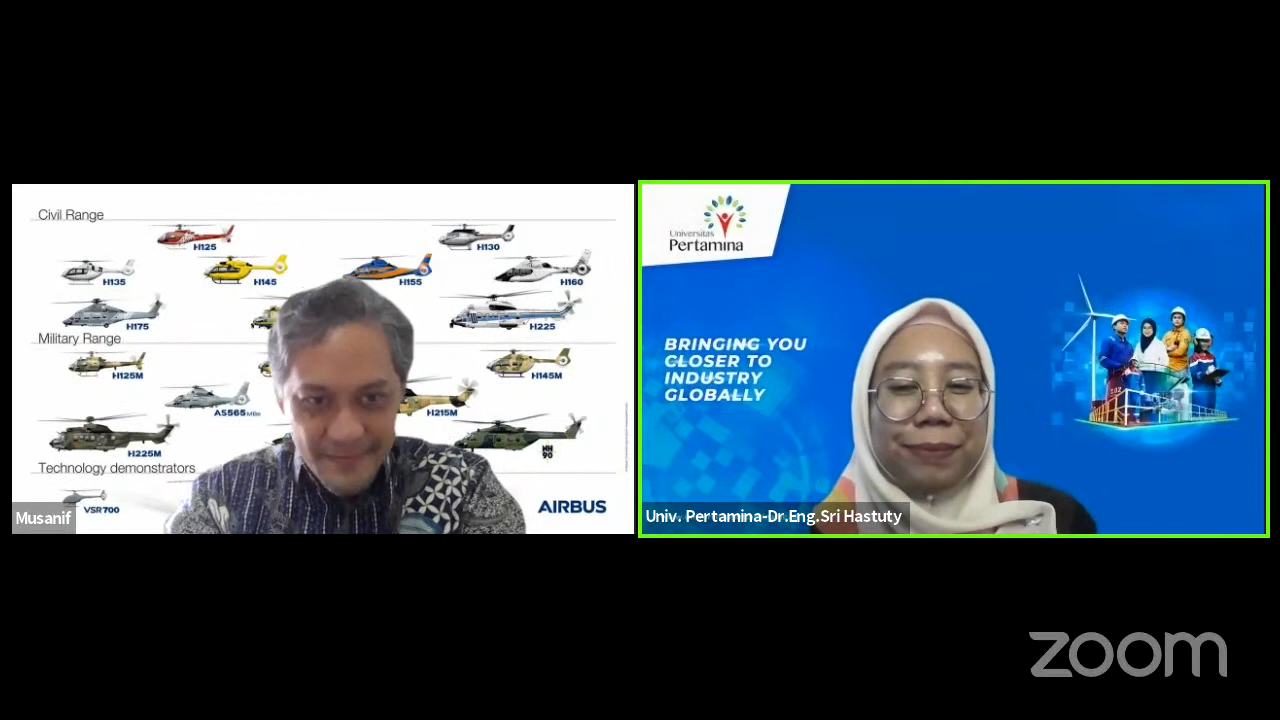 Civil Range
H125
H130
H135
H145
H155
H160
H175
H225
Military Range
H125M
H145M
AS565 MBe
H215M
H225M
NH
90
Technology demonstrators
VSR700
AIRBUS
Musanif
Universitas
Pertamina
BRINGING YOU
CLOSER TO
INDUSTRY
GLOBALLY
Univ. Pertamina-Dr.Eng.Sri Hastuty
zoom